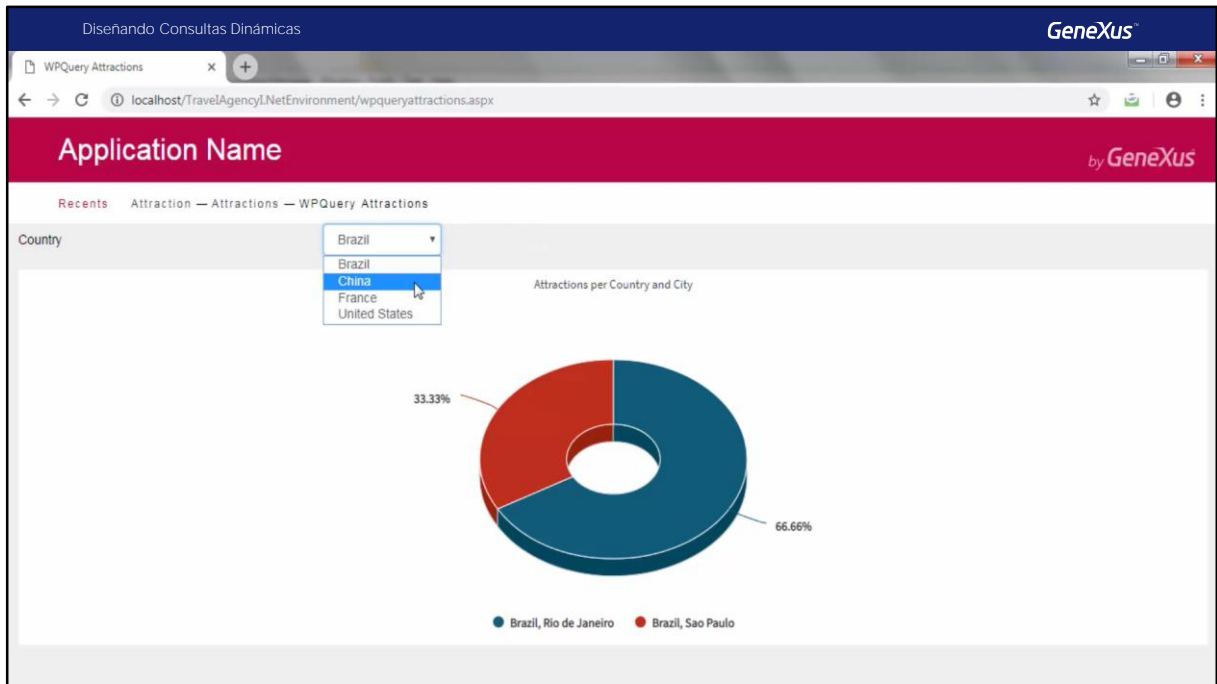 Diseñando Consultas Dinámicas
GeneXus™
WPQuery Attractions
localhost/TravelAgencyI.NetEnvironment/wpqueryattractions.aspx
Application Name
by GeneXus
Recents Attraction — Attractions — WPQuery Attractions
Country
Brazil
Brazil
China
France
United States
Attractions per Country and City
33.33%
66.66%
Brazil, Rio de Janeiro
Brazil, Sao Paulo